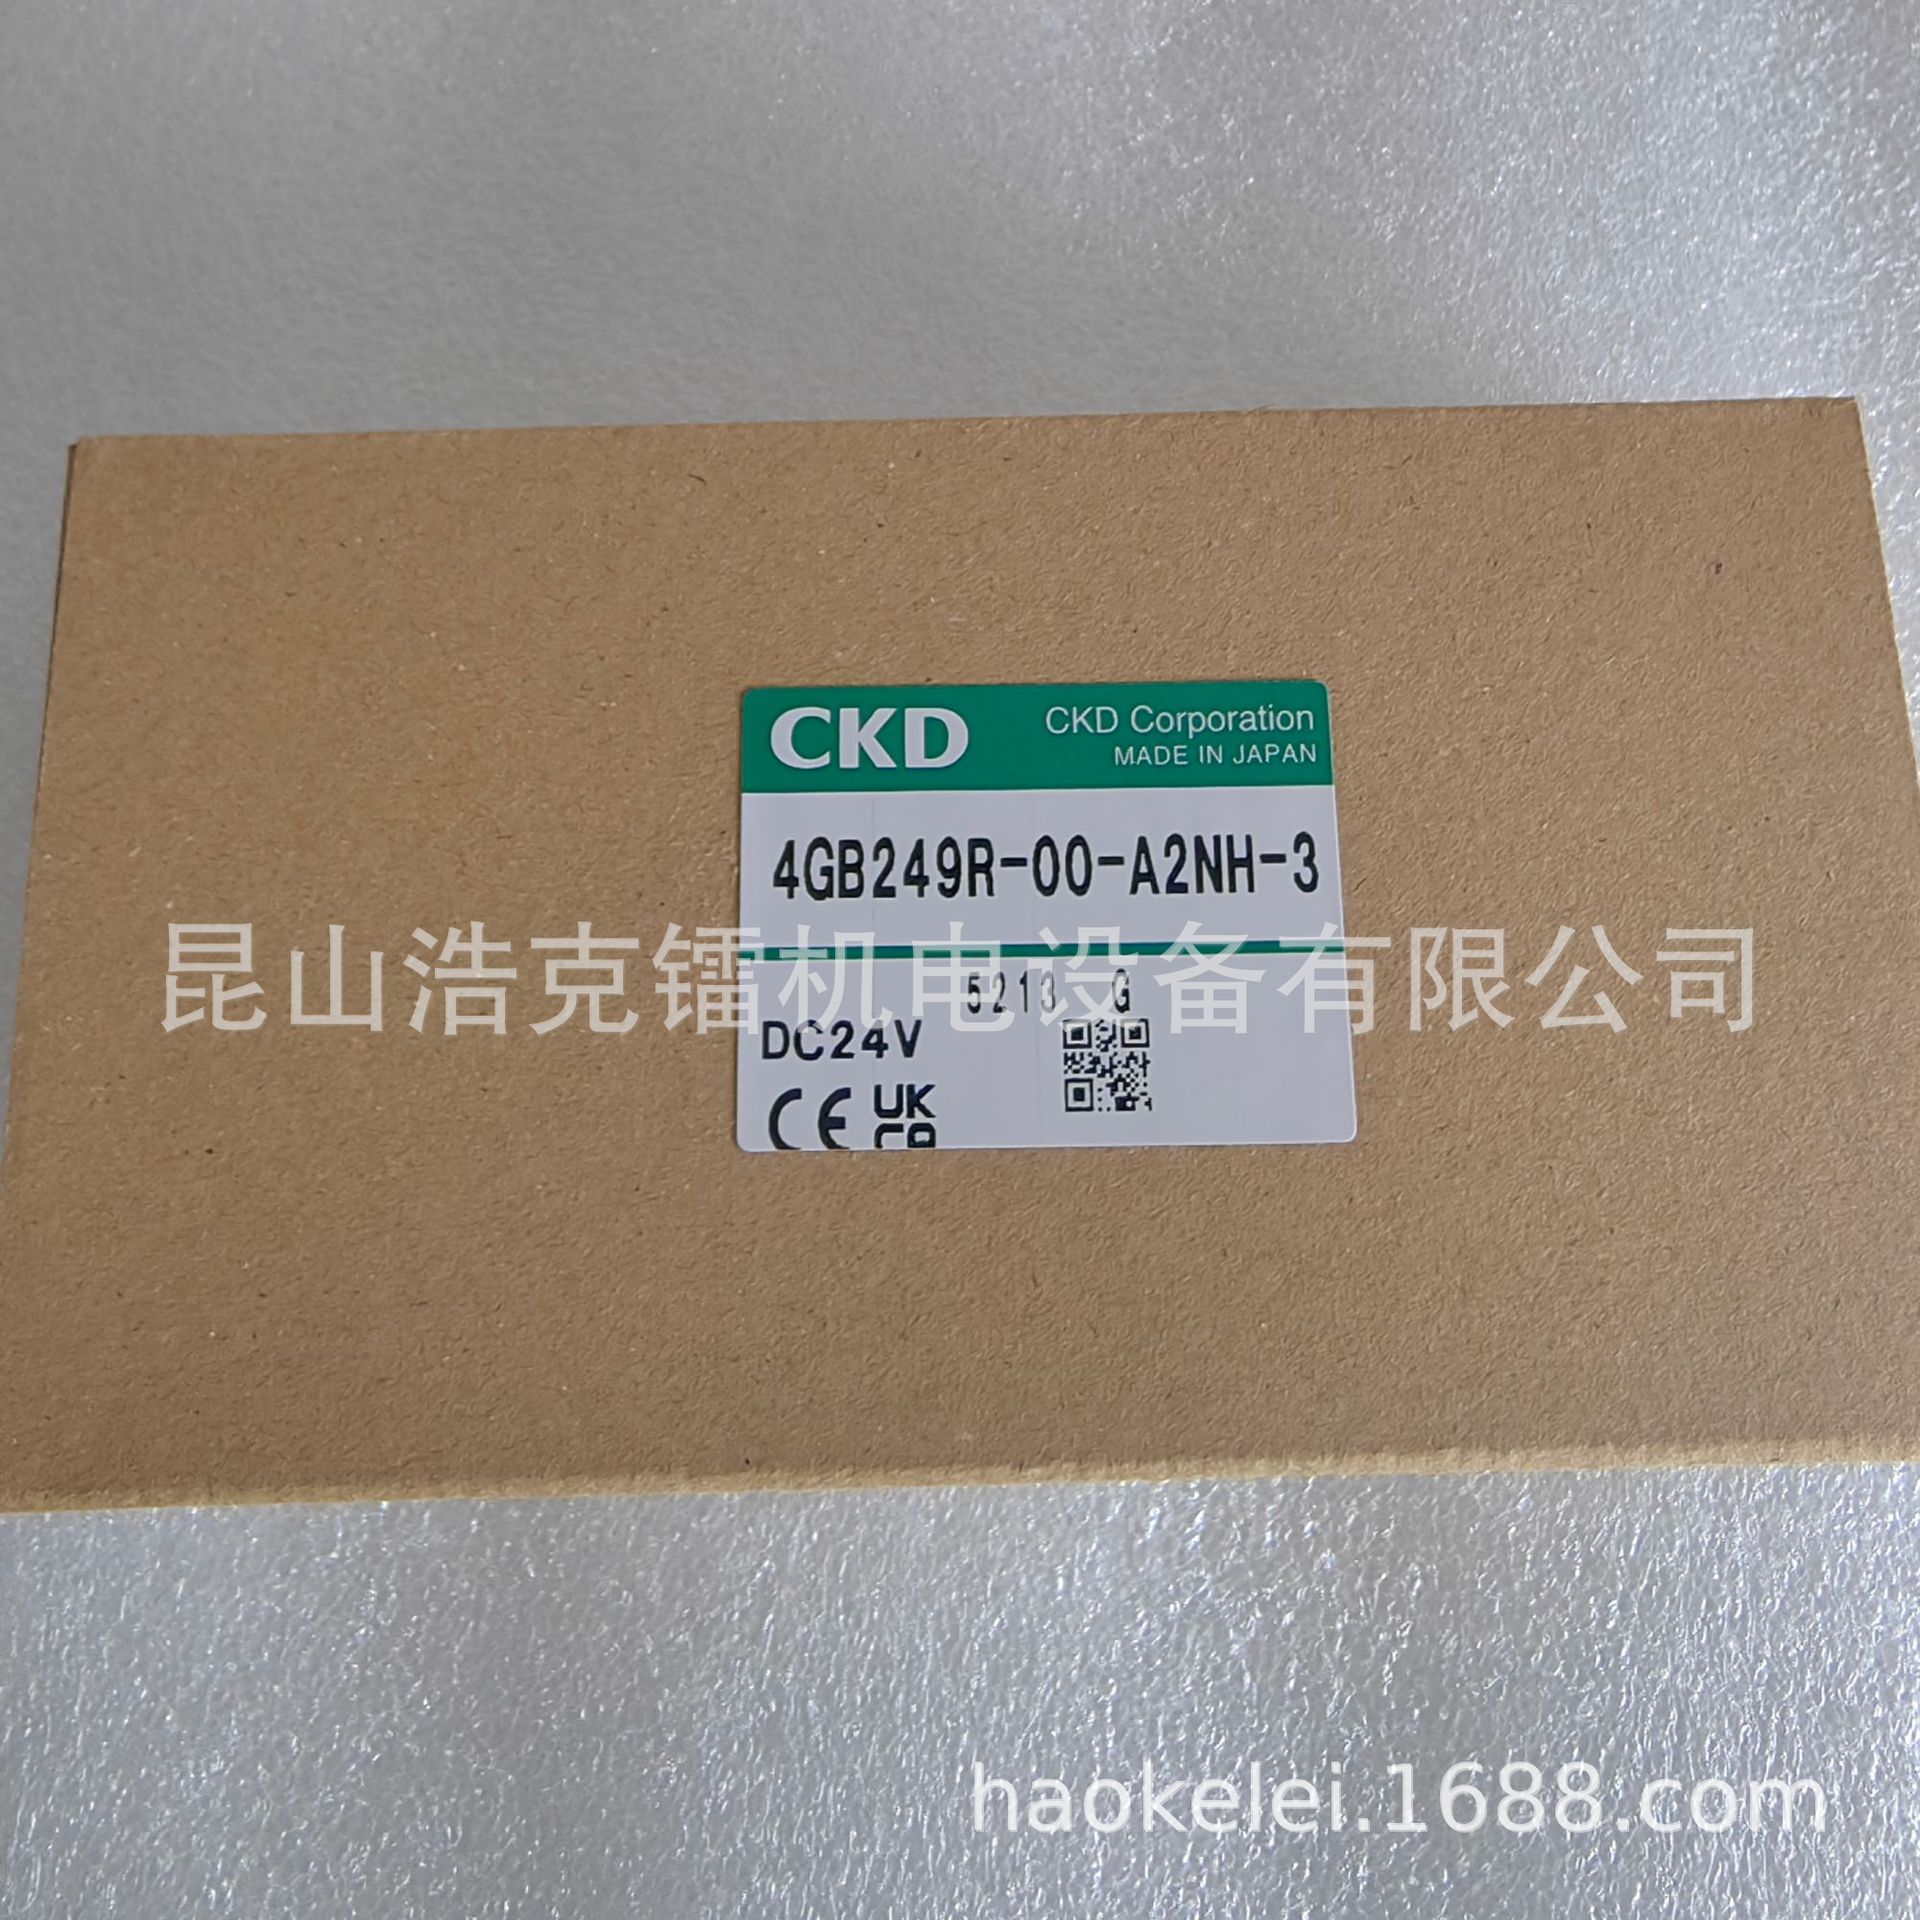 CKD
CKD Corporation
MADE IN JAPAN
4GB249R-00-A2NH-3
昆山浩克镭机电设备有限公司
5213 G
DC24V
CE UK
CA
haokelei.1688.com